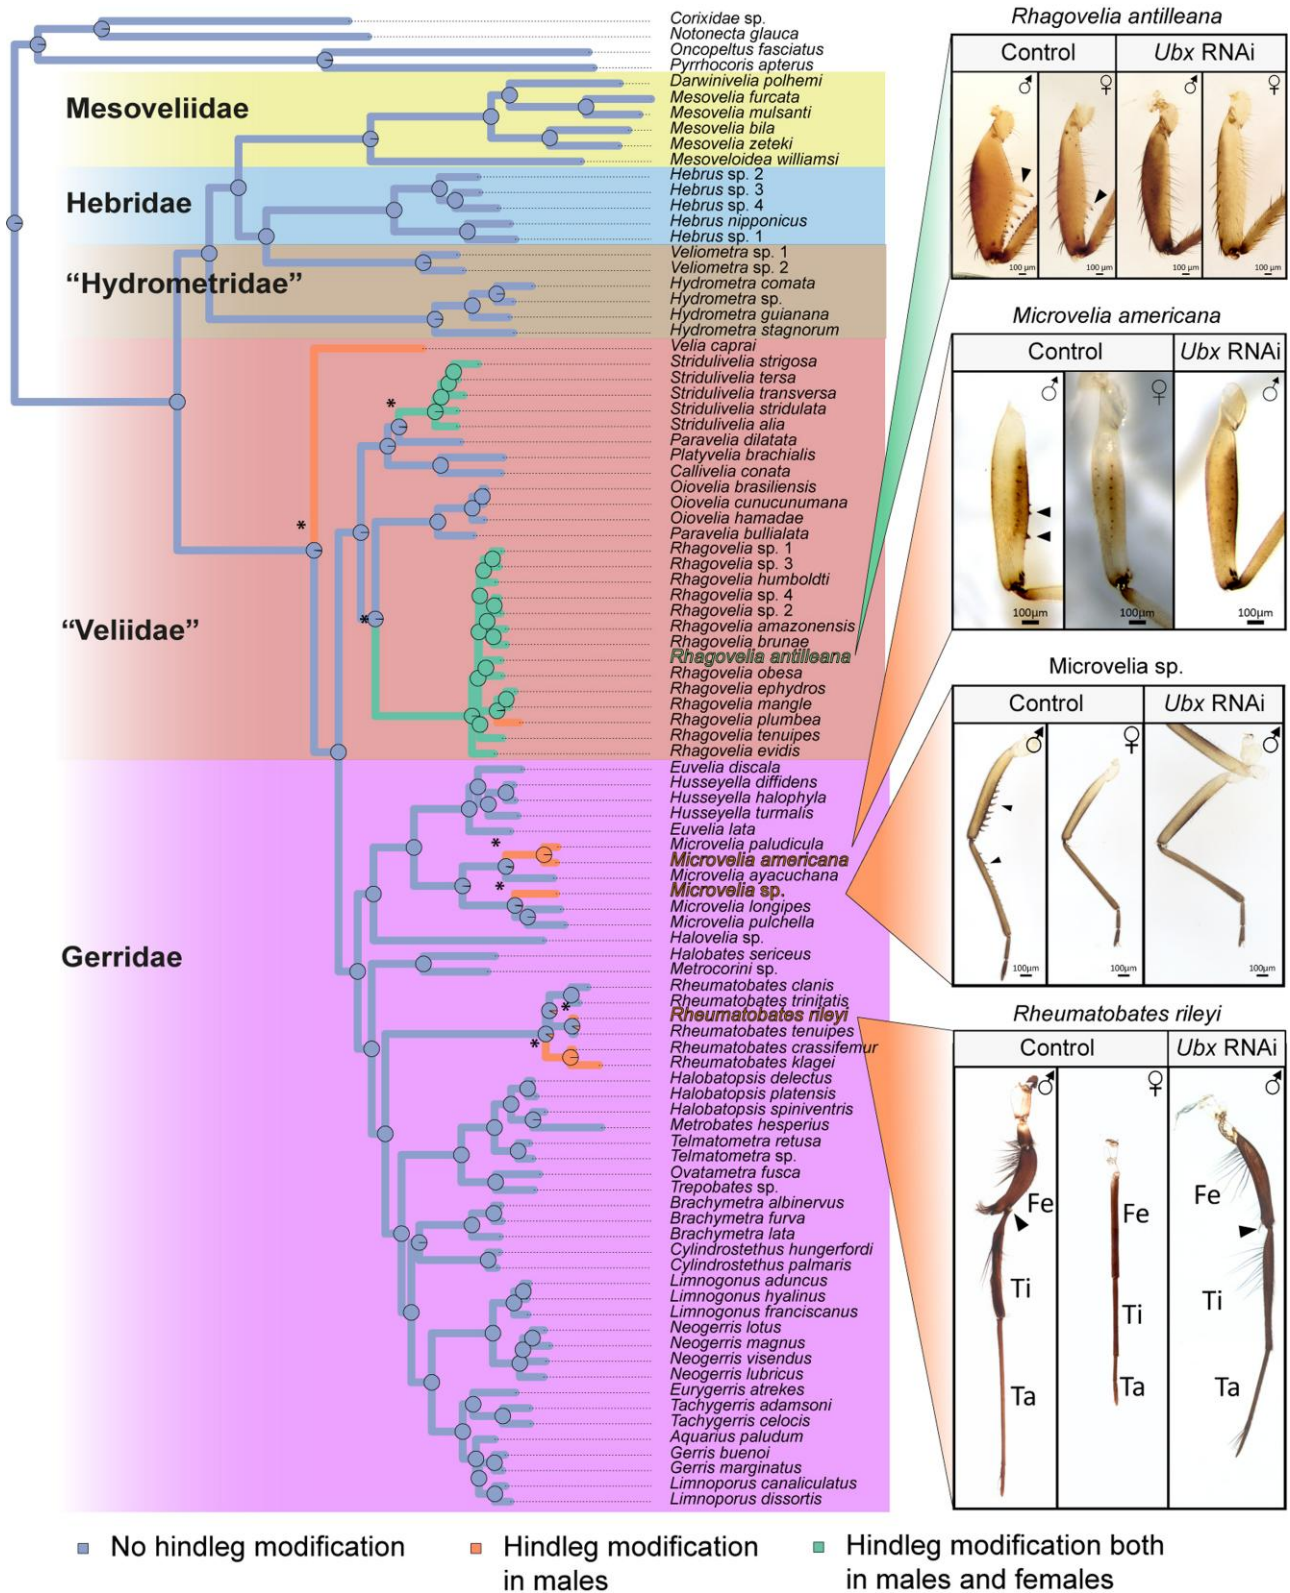 Corixidae sp.
Notonecta glauca
Oncopeltus fasciatus
Pyrrhocoris apterus
Mesoveliidae
Darwinivelia polhemi
Mesovelia furcata
Mesovelia mulsanti
Mesovelia bila
Mesovelia zeteki
Mesoveloidea williamsi
Hebridae
Hebrus sp. 2
Hebrus sp. 3
Hebrus sp. 4
Hebrus nipponicus
Hebrus sp. 1
“Hydrometridae”
Veliometra sp. 1
Veliometra sp. 2
Hydrometra comata
Hydrometra sp.
Hydrometra guianana
Hydrometra stagnorum
“Veliidae”
Velia caprai
Stridulivelia strigosa
Stridulivelia tersa
Stridulivelia transversa
*
Stridulivelia stridulata
Stridulivelia alia
Paravelia dilatata
Platyvelia brachialis
Callivelia conata
Oiovelia brasiliensis
Oiovelia cunucunumana
Oiovelia hamadae
*
Paravelia bullialata
Rhagovelia sp. 1
Rhagovelia sp. 3
Rhagovelia humboldti
Rhagovelia sp. 4
Rhagovelia sp. 2
*
Rhagovelia amazonensis
Rhagovelia brunae
Rhagovelia antilleana
Rhagovelia obesa
Rhagovelia ephydros
Rhagovelia mangle
Rhagovelia plumbea
Rhagovelia tenuipes
Rhagovelia evidis
Gerridae
Euvelia discala
Husseyella diffidens
Husseyella halophyla
Husseyella turmalis
Euvelia lata
*
Microvelia paludicula
Microvelia americana
Microvelia ayacuchana
*
Microvelia sp.
Microvelia longipes
Microvelia pulchella
Halovelia sp.
Halobates sericeus
Metrocorini sp.
Rheumatobates clanis
*
Rheumatobates trinitatis
Rheumatobates rileyi
Rheumatobates tenuipes
*
Rheumatobates crassifemur
Rheumatobates klagei
Halobatopsis delectus
Halobatopsis platensis
Halobatopsis spiniventris
Metrobates hesperius
Telmatometra retusa
Telmatometra sp.
Ovatametra fusca
Trepobates sp.
Brachymetra albinervus
Brachymetra furva
Brachymetra lata
Cylindrostethus hungerfordi
Cylindrostethus palmaris
Limnogonus aduncus
Limnogonus hyalinus
Limnogonus franciscanus
Neogerris lotus
Neogerris magnus
Neogerris visendus
Neogerris lubricus
Eurygerris atrekes
Tachygerris adamsoni
Tachygerris celocis
Aquarius paludum
Gerris buenoi
Gerris marginatus
Limnoporus canaliculatus
Limnoporus dissortis
Rhagovelia antilleana
Control Ubx RNAi
♂ ♀ ♂ ♀
100 µm 100 µm 100 µm 100 µm
Microvelia americana
Control Ubx RNAi
♂ ♀ ♂
100µm 100µm 100µm
Microvelia sp.
Control Ubx RNAi
♂ ♀ ♂
100µm 100µm 100µm
Rheumatobates rileyi
Control Ubx RNAi
♂ ♀ ♂
Fe Fe Fe
Ti Ti Ti
Ta Ta Ta
No hindleg modification
Hindleg modification
in males
Hindleg modification both
in males and females